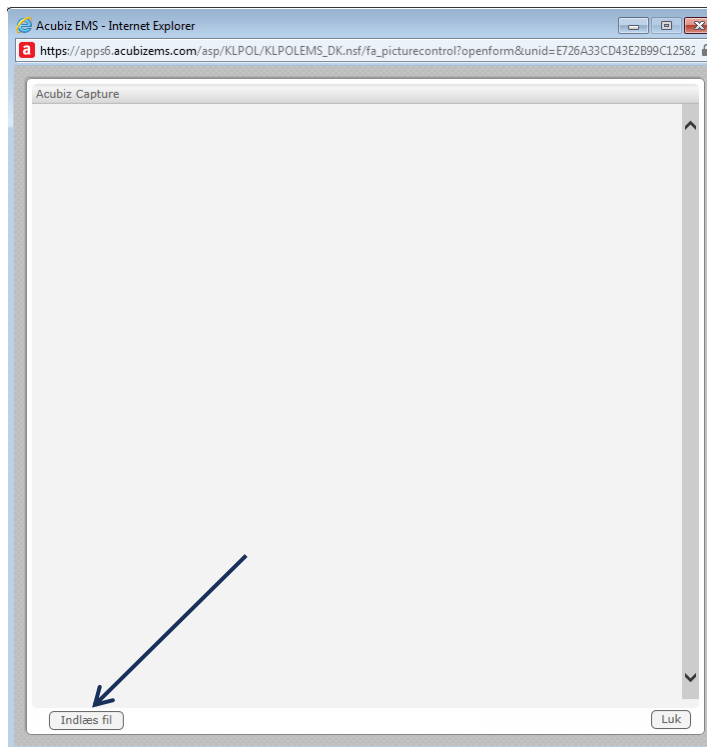 Acubiz EMS - Internet Explorer
a https://apps6.acubizems.com/asp/KLPOL/KLPOLEMS_DK.nsf/fa_picturecontrol?openform&unid=E726A33CD43E2B99C12582
Acubiz Capture
Indlæs fil
Luk